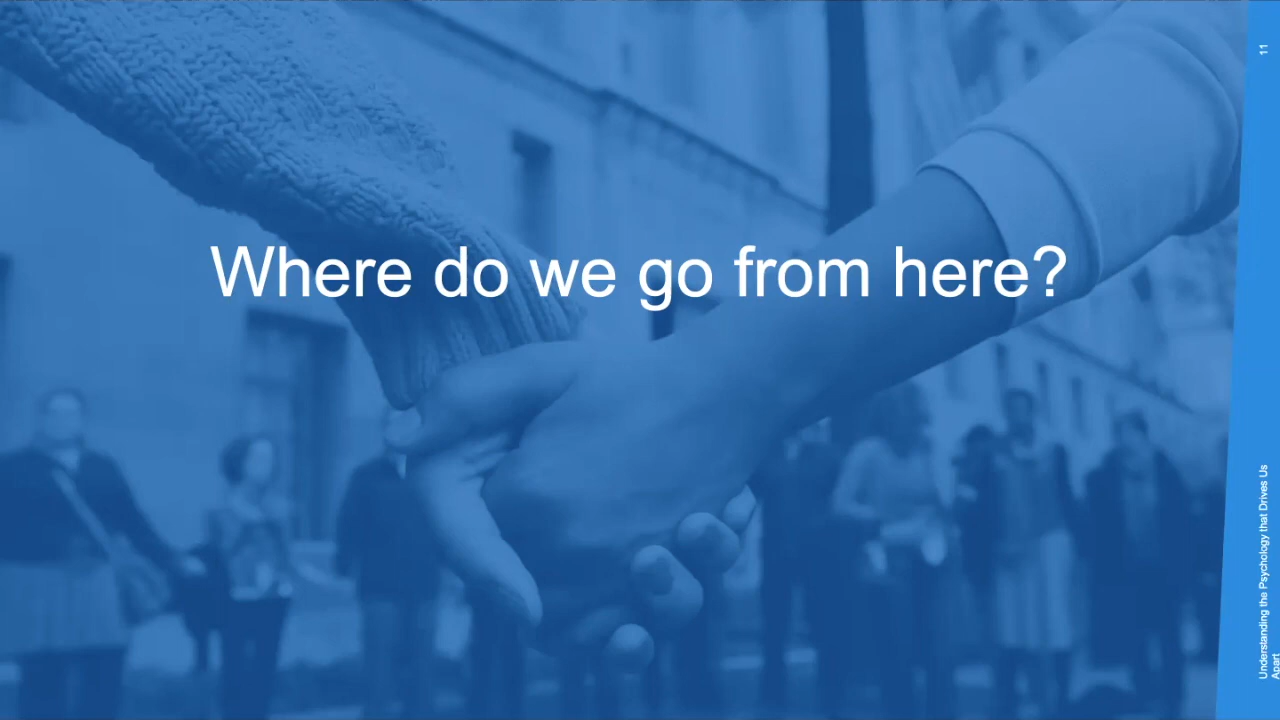 Where do we go from here?
11
Understanding the Psychology that Drives Us
Apart